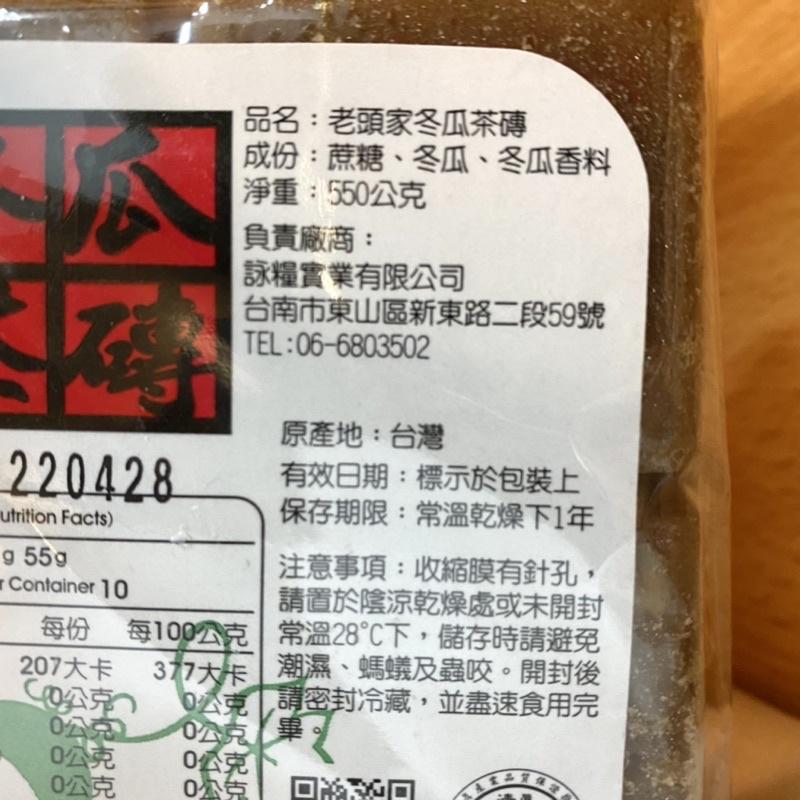 瓜
磚
品名：老頭家冬瓜茶磚
成份：蔗糖、冬瓜、冬瓜香料
淨重：550公克
負責廠商：
詠糧實業有限公司
台南市東山區新東路二段59號
TEL:06-6803502
原產地：台灣
有效日期：標示於包裝上
保存期限：常溫乾燥下1年
注意事項：收縮膜有針孔，
請置於陰涼乾燥處或未開封
常溫28°C下，儲存時請避免
潮濕、螞蟻及蟲咬。開封後
請密封冷藏，並盡速食用完
畢。
220428
utrition Facts)
g 55g
r Container 10
每份 每100公克
207大卡 377大卡
0公克 0公克
0公克 0公克
0公克 0公克
0公克 0公克